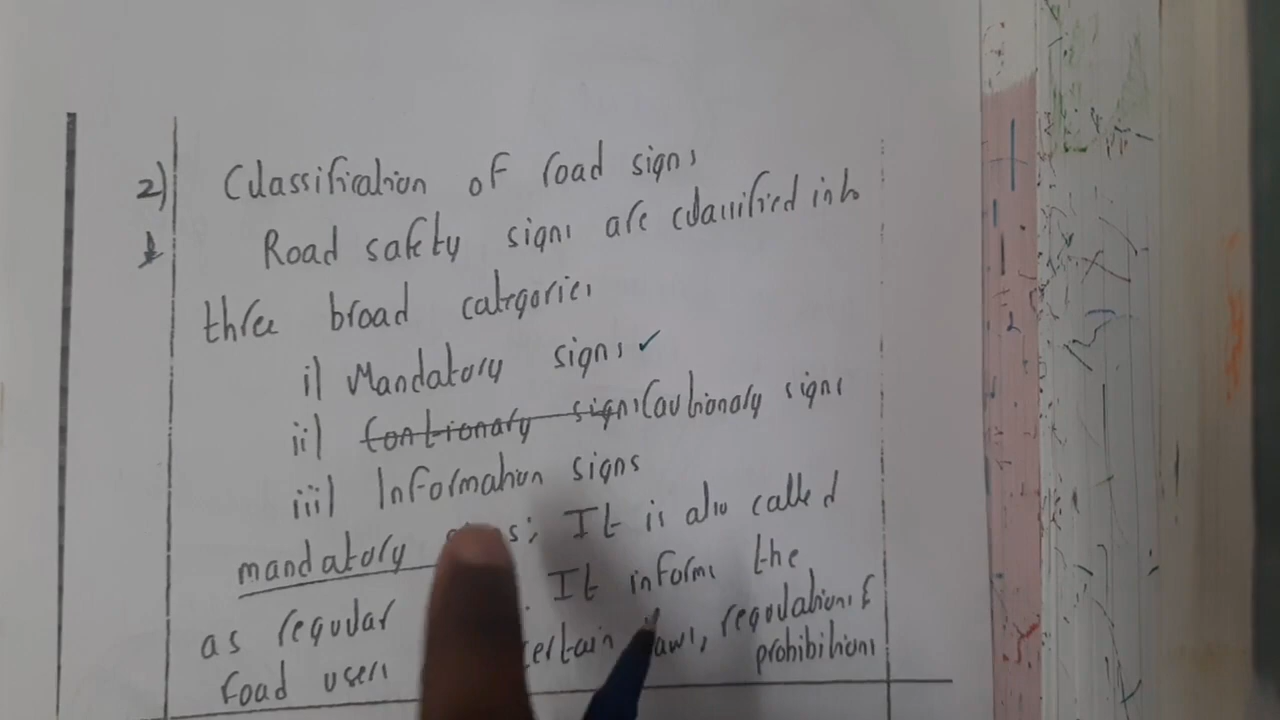 2) Classification of road signs
Road safety signs are classified into
three broad categories
i) Mandatory signs ✓
ii) Contionary signs Cautionary signs
iii) Information signs
mandatory ; It is also called
as regular . It informs the
road users certain laws, regulations &
prohibitions